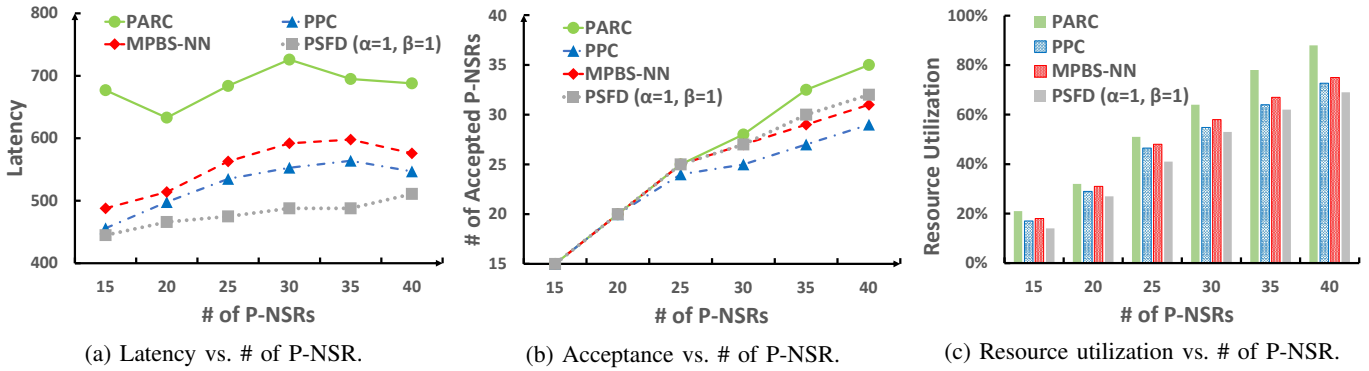 800
700
600
500
400
Latency
PARC
PPC
MPBS-NN
PSFD (α=1, β=1)
15 20 25 30 35 40
# of P-NSRs
(a) Latency vs. # of P-NSR.
40
35
30
25
20
15
# of Accepted P-NSRs
PARC
PPC
MPBS-NN
PSFD (α=1, β=1)
15 20 25 30 35 40
# of P-NSRs
(b) Acceptance vs. # of P-NSR.
100%
80%
60%
40%
20%
0%
Resource Utilization
PARC
PPC
MPBS-NN
PSFD (α=1, β=1)
15 20 25 30 35 40
# of P-NSRs
(c) Resource utilization vs. # of P-NSR.